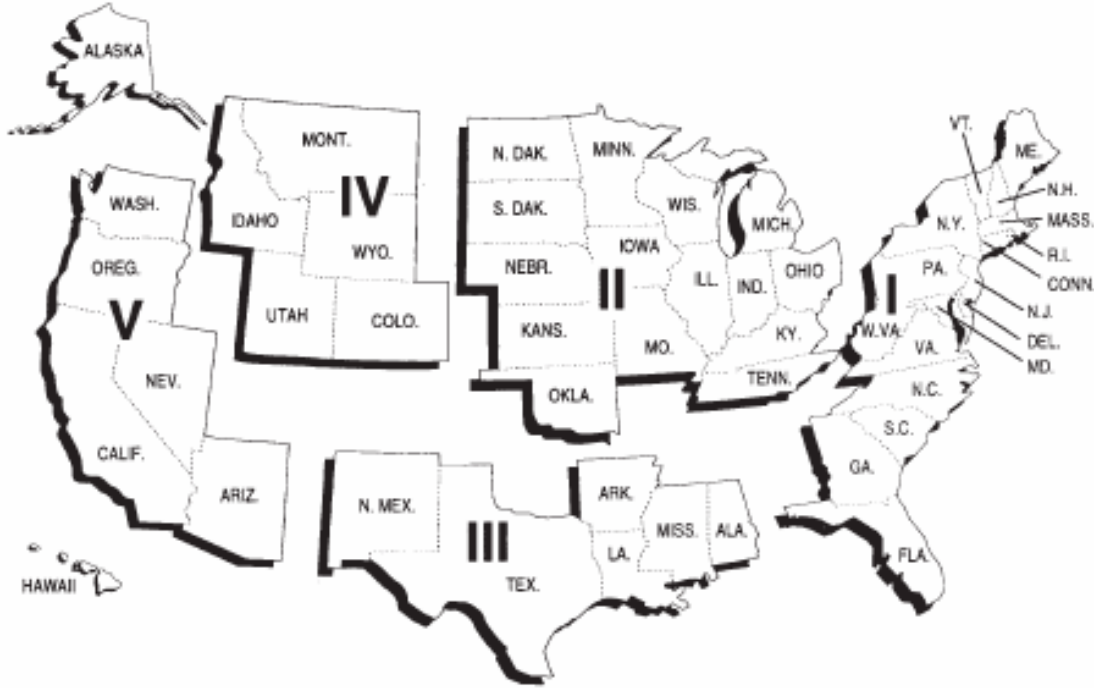 ALASKA
WASH.
OREG.
V
NEV.
CALIF.
ARIZ.
HAWAII
MONT.
IV
IDAHO
WYO.
UTAH
COLO.
N. DAK.
MINN.
S. DAK.
WIS.
MICH.
IOWA
NEBR.
II
ILL.
IND.
OHIO
KANS.
MO.
KY.
TENN.
OKLA.
N. MEX.
III
TEX.
ARK.
LA.
MISS.
ALA.
VT.
ME.
N.H.
MASS.
N.Y.
R.I.
CONN.
PA.
I
N.J.
W.VA.
DEL.
VA.
MD.
N.C.
S.C.
GA.
FLA.